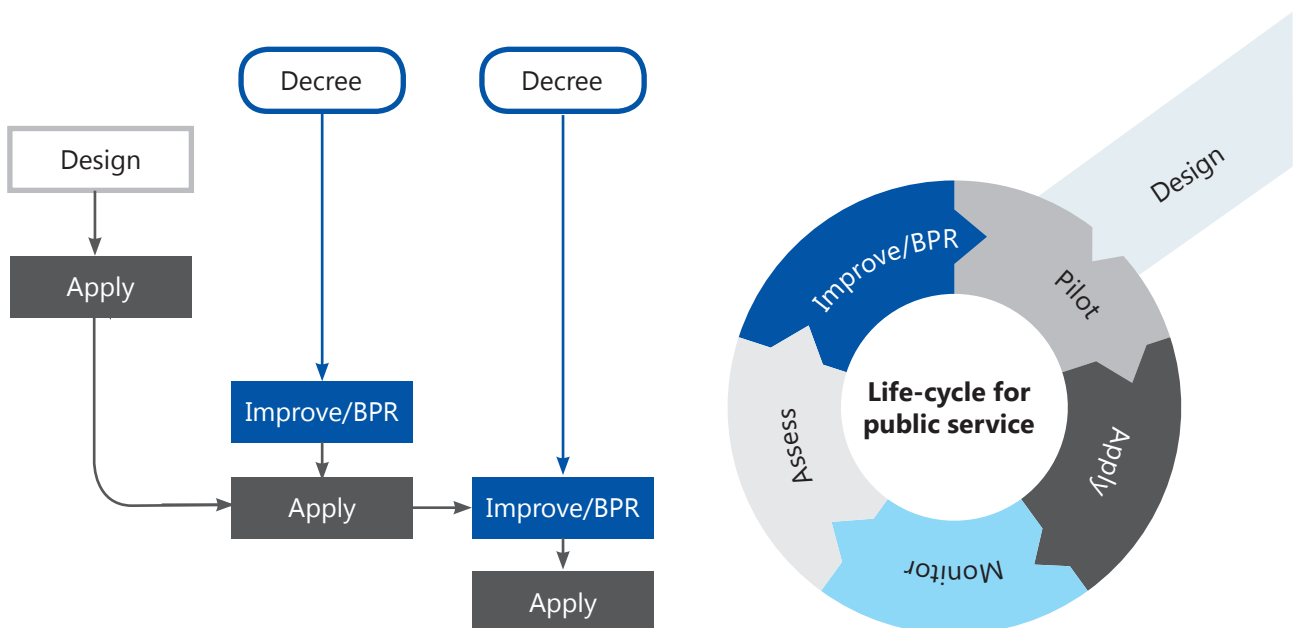 Decree
Decree
Design
Apply
Improve/BPR
Apply
Improve/BPR
Apply
Design
Improve/BPR
Pilot
Life-cycle for
public service
Assess
Apply
Monitor